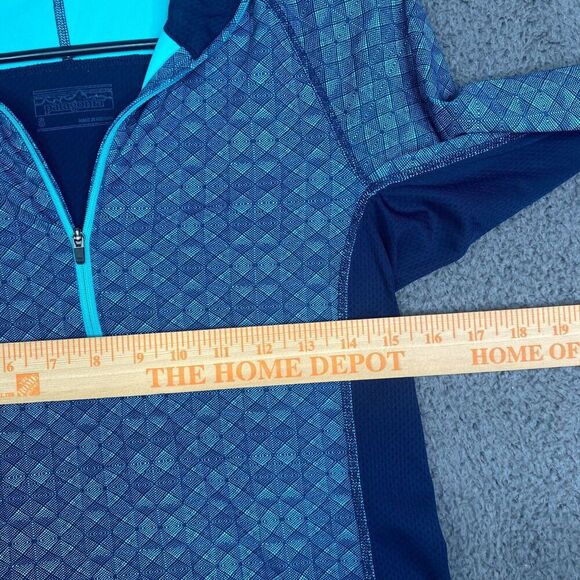 patagonia
6 7 8 9 10 11 12 13 14 15 16 17 18 19
THE HOME DEPOT HOME OF